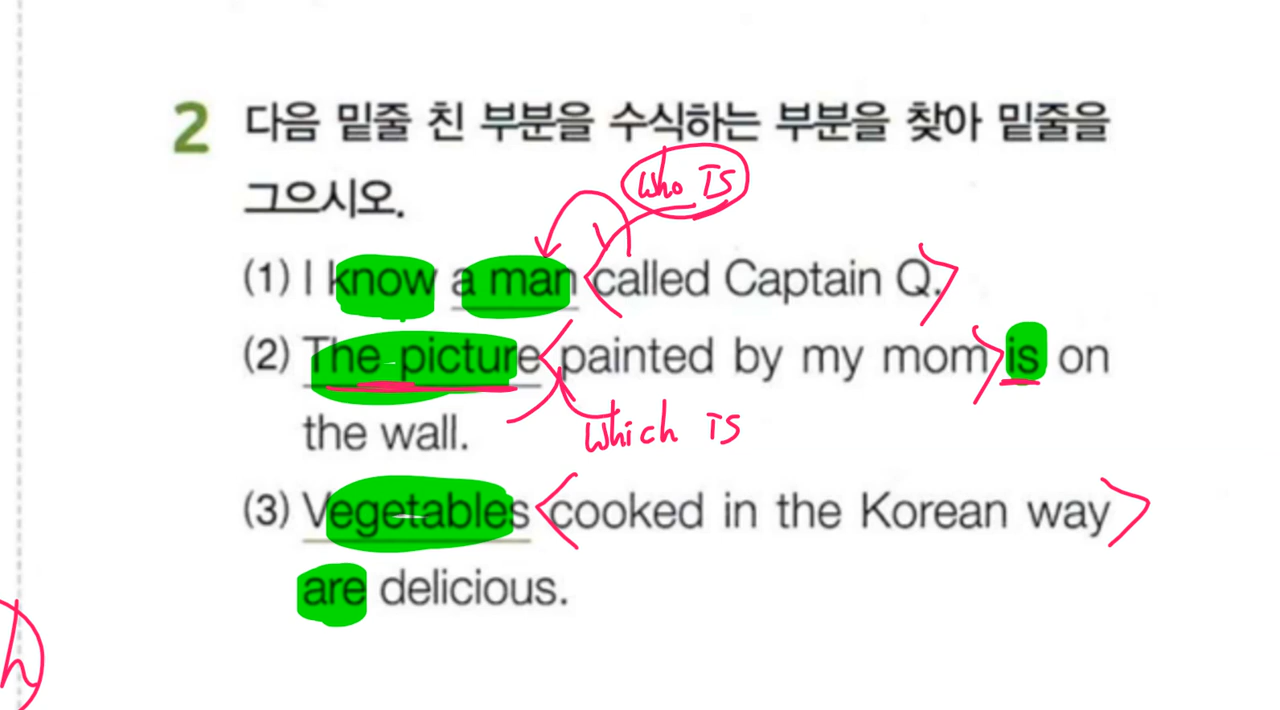 2 다음 밑줄 친 부분을 수식하는 부분을 찾아 밑줄을
그으시오.
who is
(1) I know a man called Captain Q.
(2) The picture painted by my mom is on
the wall.
which is
(3) Vegetables cooked in the Korean way
are delicious.
h